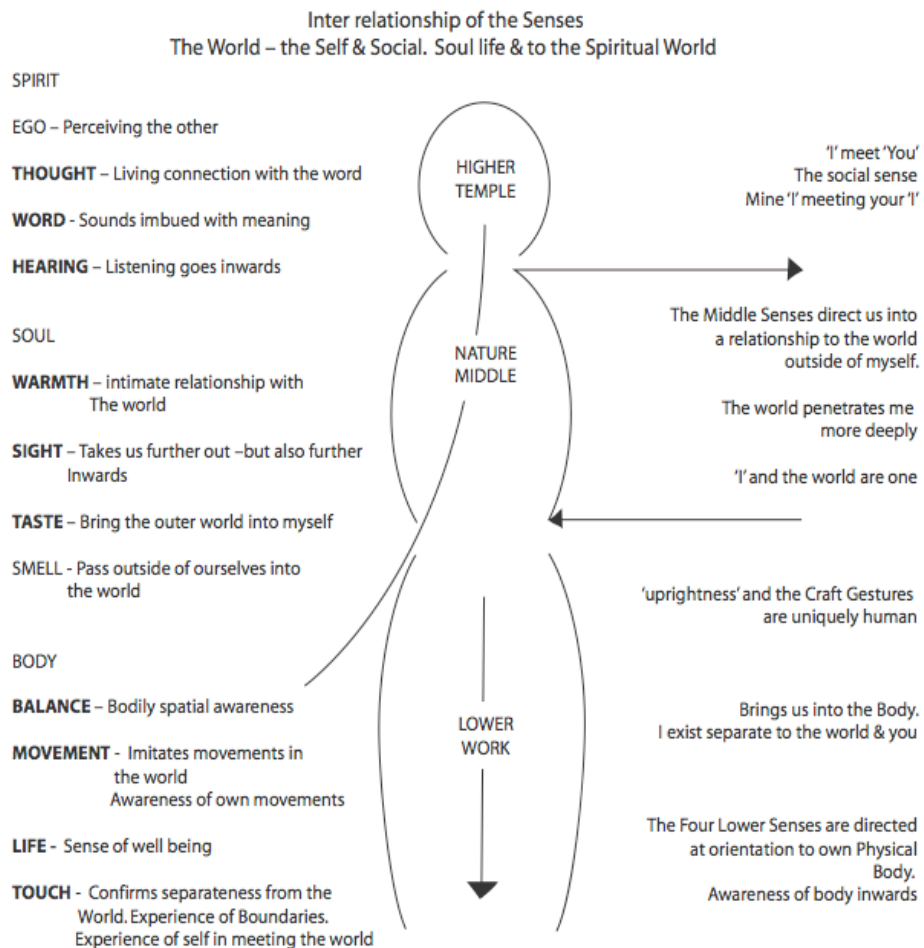 Inter relationship of the Senses
The World – the Self & Social. Soul life & to the Spiritual World
SPIRIT
EGO – Perceiving the other
THOUGHT – Living connection with the word
WORD - Sounds imbued with meaning
HEARING – Listening goes inwards
SOUL
WARMTH – intimate relationship with
The world
SIGHT – Takes us further out –but also further
Inwards
TASTE – Bring the outer world into myself
SMELL - Pass outside of ourselves into
the world
BODY
BALANCE – Bodily spatial awareness
MOVEMENT - Imitates movements in
the world
Awareness of own movements
LIFE - Sense of well being
TOUCH - Confirms separateness from the
World. Experience of Boundaries.
Experience of self in meeting the world
HIGHER
TEMPLE
NATURE
MIDDLE
LOWER
WORK
'I' meet 'You'
The social sense
Mine 'I' meeting your 'I'
The Middle Senses direct us into
a relationship to the world
outside of myself.
The world penetrates me
more deeply
'I' and the world are one
'uprightness' and the Craft Gestures
are uniquely human
Brings us into the Body.
I exist separate to the world & you
The Four Lower Senses are directed
at orientation to own Physical
Body.
Awareness of body inwards